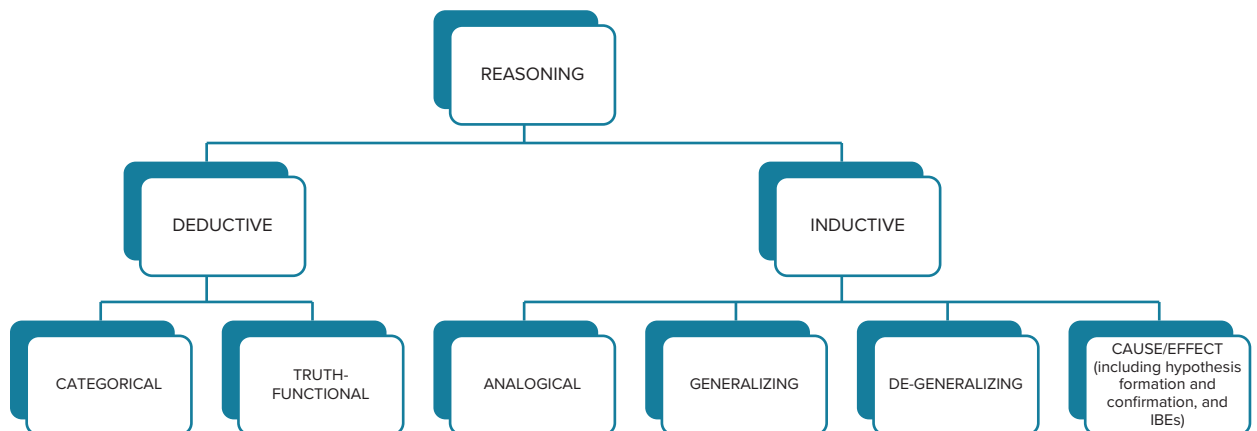 REASONING
DEDUCTIVE
INDUCTIVE
CATEGORICAL
TRUTH-
FUNCTIONAL
ANALOGICAL
GENERALIZING
DE-GENERALIZING
CAUSE/EFFECT
(including hypothesis
formation and
confirmation, and
IBEs)